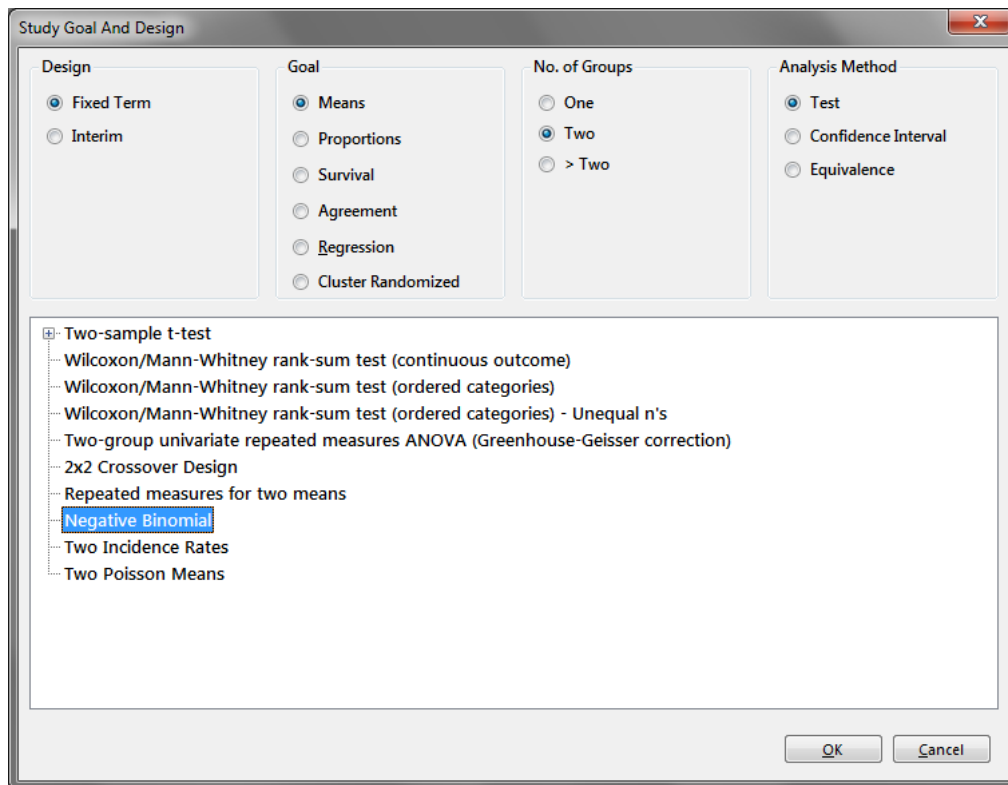 Study Goal And Design
Design
Fixed Term
Interim
Goal
Means
Proportions
Survival
Agreement
Regression
Cluster Randomized
No. of Groups
One
Two
> Two
Analysis Method
Test
Confidence Interval
Equivalence
Two-sample t-test
Wilcoxon/Mann-Whitney rank-sum test (continuous outcome)
Wilcoxon/Mann-Whitney rank-sum test (ordered categories)
Wilcoxon/Mann-Whitney rank-sum test (ordered categories) - Unequal n's
Two-group univariate repeated measures ANOVA (Greenhouse-Geisser correction)
2x2 Crossover Design
Repeated measures for two means
Negative Binomial
Two Incidence Rates
Two Poisson Means
OK
Cancel